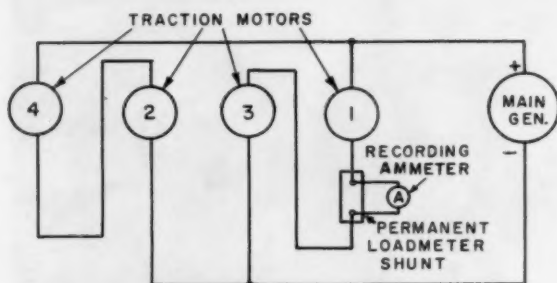 TRACTION MOTORS
4
2
3
1
+
MAIN
GEN.
−
RECORDING
AMMETER
A
PERMANENT
LOADMETER
SHUNT